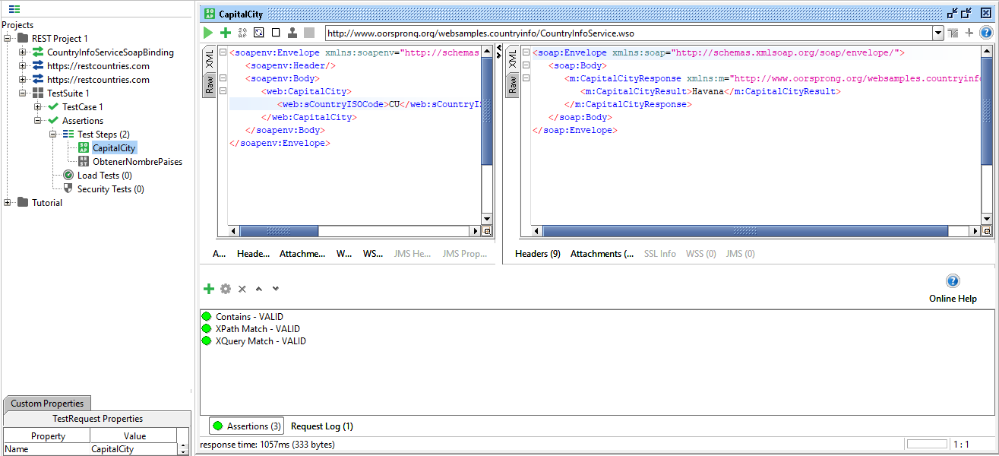 Projects
REST Project 1
CountryInfoServiceSoapBinding
https://restcountries.com
https://restcountries.com
TestSuite 1
TestCase 1
Assertions
Test Steps (2)
SOAP CapitalCity
REST ObtenerNombrePaises
Load Tests (0)
Security Tests (0)
Tutorial
Custom Properties
TestRequest Properties
Property Value
Name CapitalCity
SOAP CapitalCity
SOAP http://www.oorsprong.org/websamples.countryinfo/CountryInfoService.wso
XML
Raw
<soapenv:Envelope xmlns:soapenv="http://schemas
<soapenv:Header/>
<soapenv:Body>
<web:CapitalCity>
<web:sCountryISOCode>CU</web:sCountryIS
</web:CapitalCity>
</soapenv:Body>
</soapenv:Envelope>
A... Heade... Attachme... W... WS... JMS He... JMS Prop...
XML
Raw
<soap:Envelope xmlns:soap="http://schemas.xmlsoap.org/soap/envelope/">
<soap:Body>
<m:CapitalCityResponse xmlns:m="http://www.oorsprong.org/websamples.countryinf
<m:CapitalCityResult>Havana</m:CapitalCityResult>
</m:CapitalCityResponse>
</soap:Body>
</soap:Envelope>
Headers (9) Attachments (... SSL Info WSS (0) JMS (0)
Online Help
Contains - VALID
XPath Match - VALID
XQuery Match - VALID
Assertions (3) Request Log (1)
response time: 1057ms (333 bytes)
1 : 1